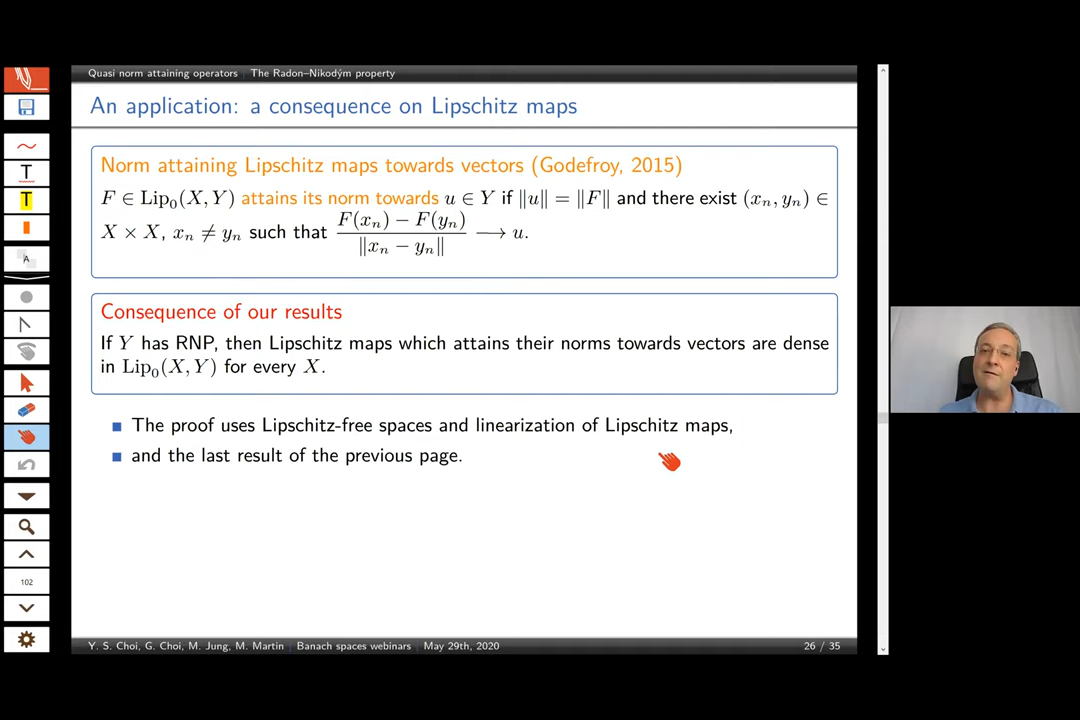 Quasi norm attaining operators | The Radon–Nikodým property
An application: a consequence on Lipschitz maps
Norm attaining Lipschitz maps towards vectors (Godefroy, 2015)
F ∈ Lip₀(X, Y) attains its norm towards u ∈ Y if ‖u‖ = ‖F‖ and there exist (xₙ, yₙ) ∈
X × X, xₙ ≠ yₙ such that (F(xₙ) − F(yₙ)) / ‖xₙ − yₙ‖ ⟶ u.
Consequence of our results
If Y has RNP, then Lipschitz maps which attains their norms towards vectors are dense
in Lip₀(X, Y) for every X.
The proof uses Lipschitz-free spaces and linearization of Lipschitz maps,
and the last result of the previous page.
T
T
A
102
Y. S. Choi, G. Choi, M. Jung, M. Martin | Banach spaces webinars | May 29th, 2020 26 / 35